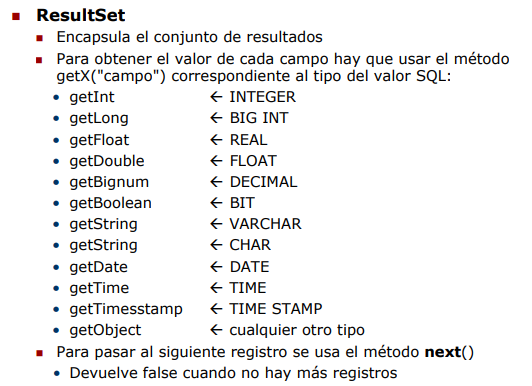 ResultSet
Encapsula el conjunto de resultados
Para obtener el valor de cada campo hay que usar el método
getX("campo") correspondiente al tipo del valor SQL:
getInt ← INTEGER
getLong ← BIG INT
getFloat ← REAL
getDouble ← FLOAT
getBignum ← DECIMAL
getBoolean ← BIT
getString ← VARCHAR
getString ← CHAR
getDate ← DATE
getTime ← TIME
getTimesstamp ← TIME STAMP
getObject ← cualquier otro tipo
Para pasar al siguiente registro se usa el método next()
Devuelve false cuando no hay más registros